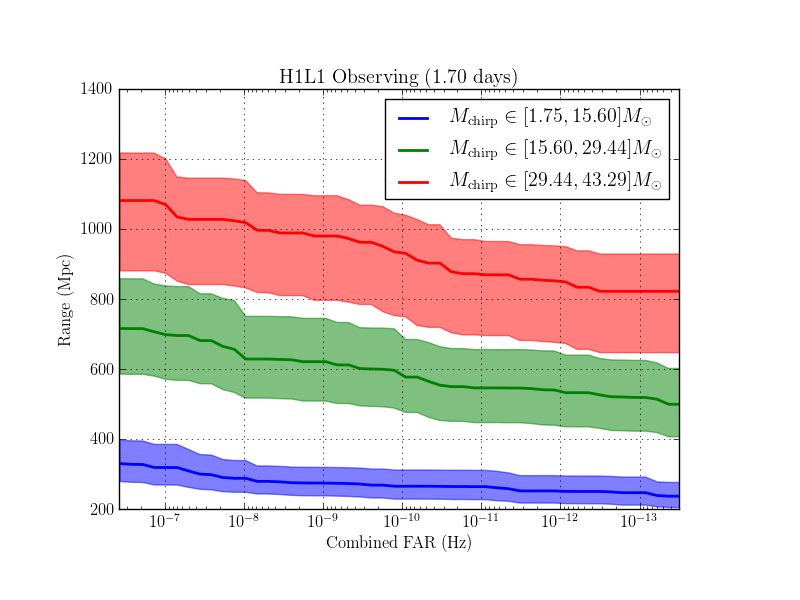 H1L1 Observing (1.70 days)
1400
1200
1000
800
600
400
200
Range (Mpc)
M_chirp ∈ [1.75, 15.60]M_⊙
M_chirp ∈ [15.60, 29.44]M_⊙
M_chirp ∈ [29.44, 43.29]M_⊙
10⁻⁷ 10⁻⁸ 10⁻⁹ 10⁻¹⁰ 10⁻¹¹ 10⁻¹² 10⁻¹³
Combined FAR (Hz)